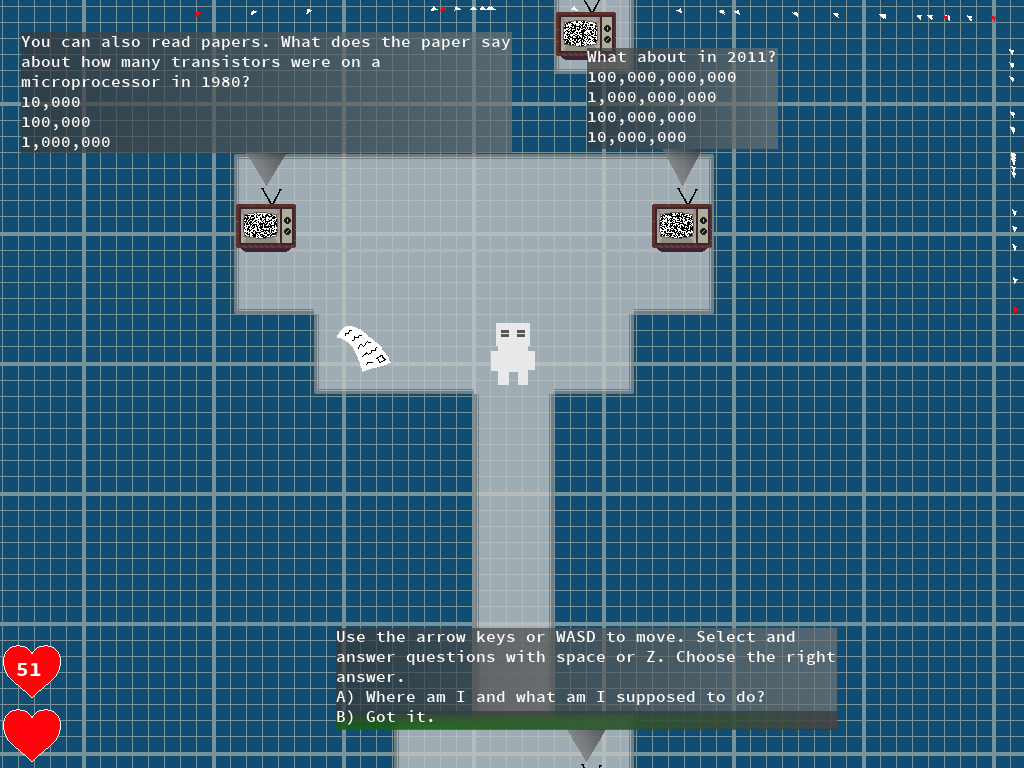 You can also read papers. What does the paper say
about how many transistors were on a
microprocessor in 1980?
10,000
100,000
1,000,000
What about in 2011?
100,000,000,000
1,000,000,000
100,000,000
10,000,000
51
Use the arrow keys or WASD to move. Select and
answer questions with space or Z. Choose the right
answer.
A) Where am I and what am I supposed to do?
B) Got it.